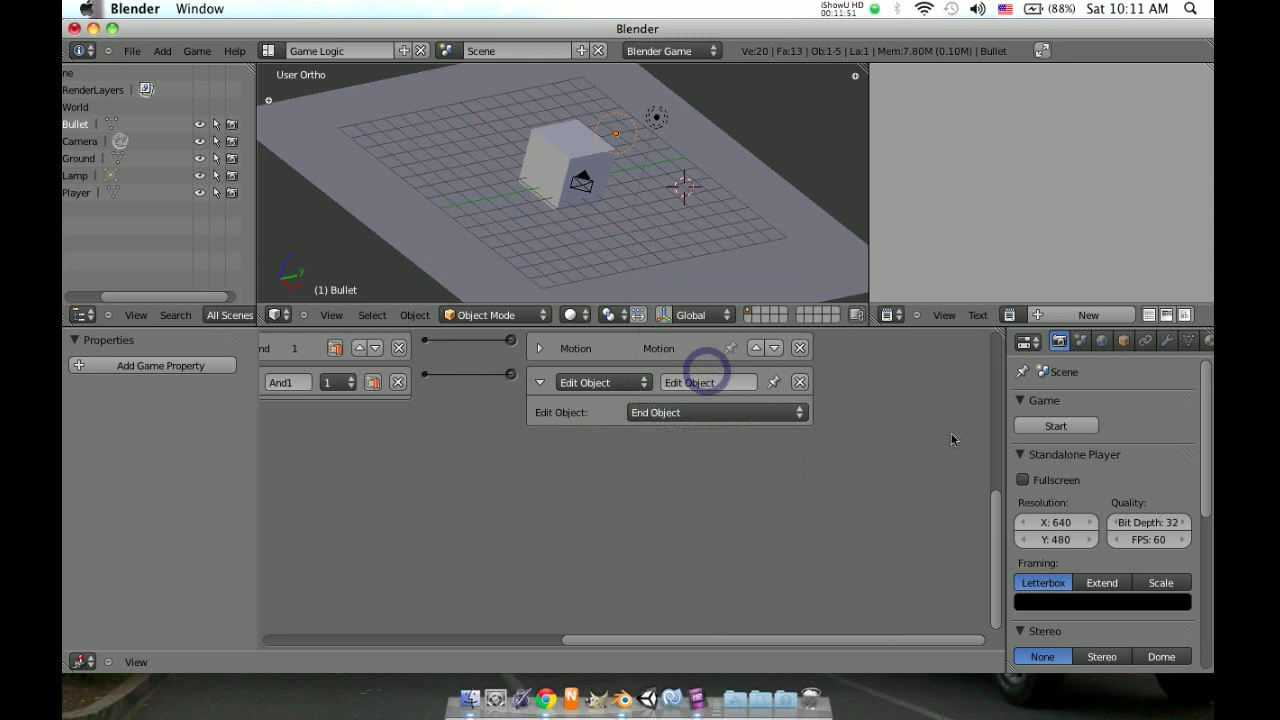 Blender Window
iShowU HD
00:11:51
(88%) Sat 10:11 AM
Blender
File Add Game Help
Game Logic
Scene
Blender Game
Ve:20 | Fa:13 | Ob:1-5 | La:1 | Mem:7.80M (0.10M) | Bullet
ne
RenderLayers |
World
Bullet |
Camera |
Ground |
Lamp |
Player |
User Ortho
z
y
(1) Bullet
View Search All Scenes
View Select Object Object Mode Global
View Text New
Properties
Add Game Property
nd 1
Motion Motion
And1 1
Edit Object Edit Object
Edit Object: End Object
View
Scene
Game
Start
Standalone Player
Fullscreen
Resolution: Quality:
X: 640 Bit Depth: 32
Y: 480 FPS: 60
Framing:
Letterbox Extend Scale
Stereo
None Stereo Dome